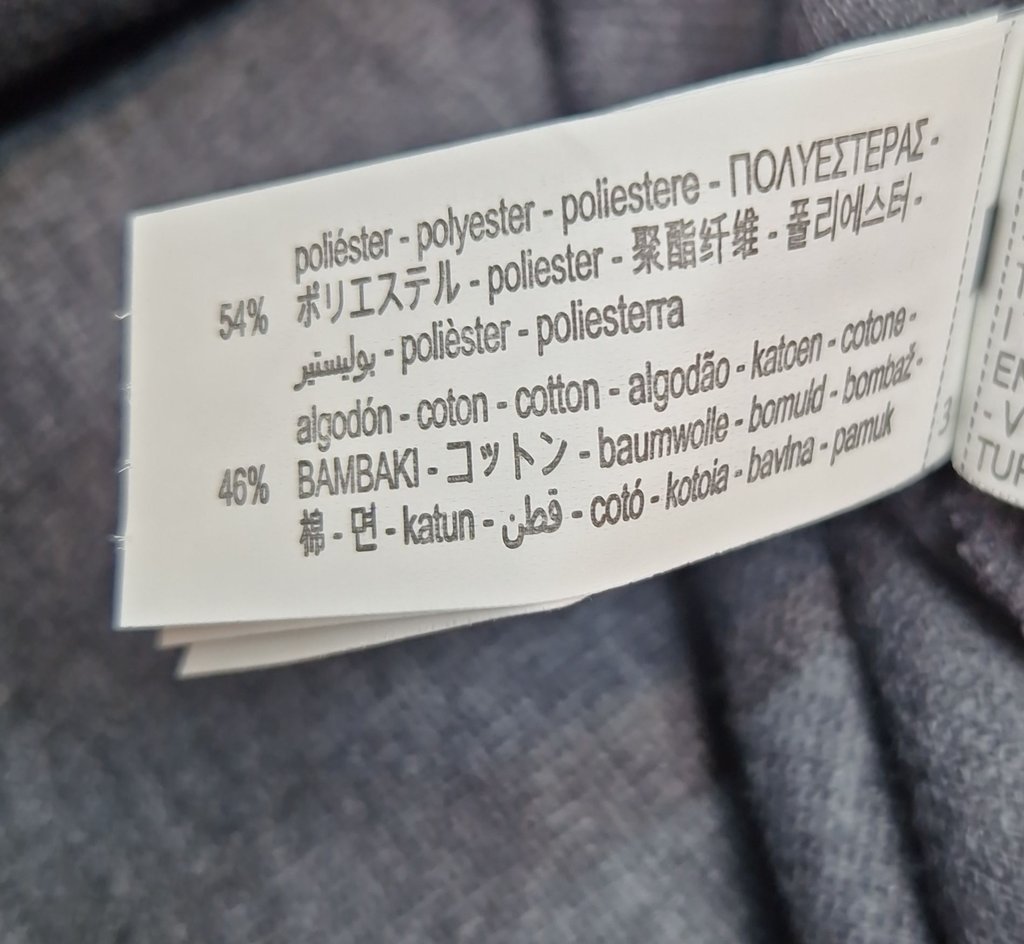 poliéster - polyester - poliestere - ΠΟΛΥΕΣΤΕΡΑΣ -
54% ポリエステル - poliester - 聚酯纤维 - 폴리에스터 -
بوليستير - polièster - poliesterra
algodón - coton - cotton - algodão - katoen - cotone -
46% BAMBAKI - コットン - baumwolle - bomuld - bombaž -
棉 - 면 - katun - قطن - cotó - kotoia - bavlna - pamuk
3